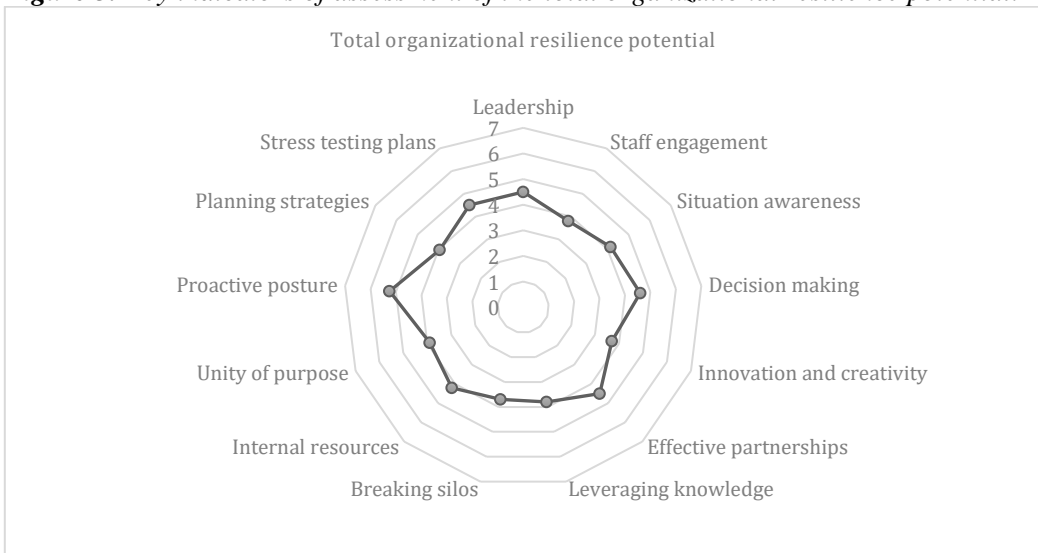 Total organizational resilience potential
Leadership
Stress testing plans
Staff engagement
Planning strategies
Situation awareness
Proactive posture
Decision making
Unity of purpose
Innovation and creativity
Internal resources
Effective partnerships
Breaking silos
Leveraging knowledge
7
6
5
4
3
2
1
0